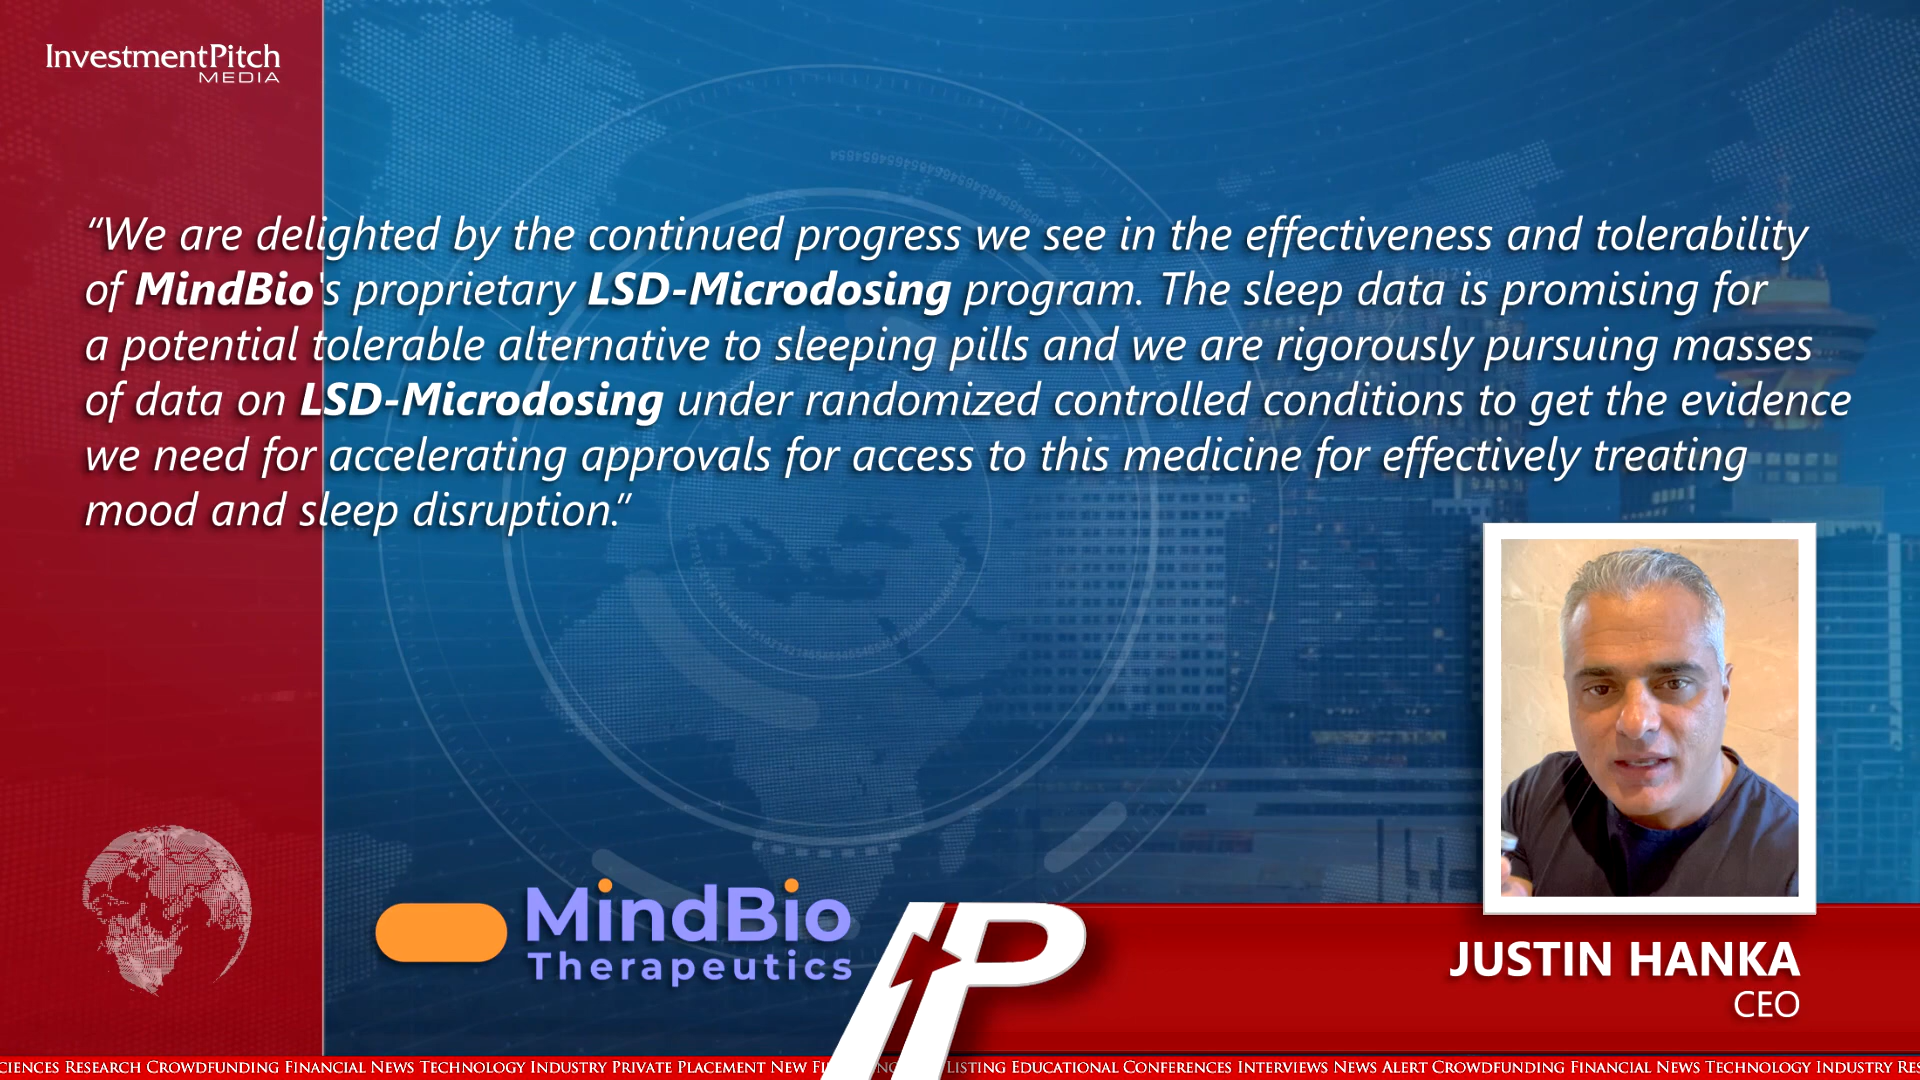 InvestmentPitch
MEDIA
“We are delighted by the continued progress we see in the effectiveness and tolerability
of MindBio's proprietary LSD-Microdosing program. The sleep data is promising for
a potential tolerable alternative to sleeping pills and we are rigorously pursuing masses
of data on LSD-Microdosing under randomized controlled conditions to get the evidence
we need for accelerating approvals for access to this medicine for effectively treating
mood and sleep disruption.”
MindBio
Therapeutics
IP
JUSTIN HANKA
CEO
CIENCES RESEARCH CROWDFUNDING FINANCIAL NEWS TECHNOLOGY INDUSTRY PRIVATE PLACEMENT NEW LISTING EDUCATIONAL CONFERENCES INTERVIEWS NEWS ALERT CROWDFUNDING FINANCIAL NEWS TECHNOLOGY INDUSTRY RES